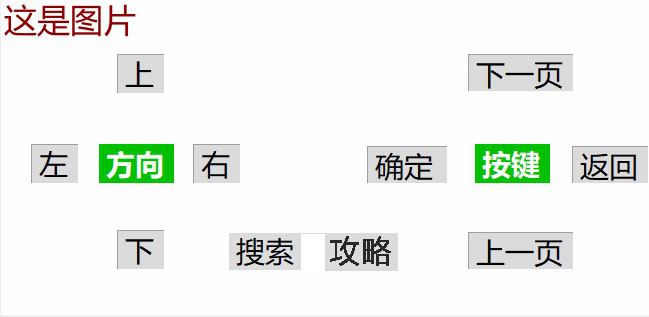 这是图片
上 下一页
左 方向 右 确定 按键 返回
下 搜索 攻略 上一页